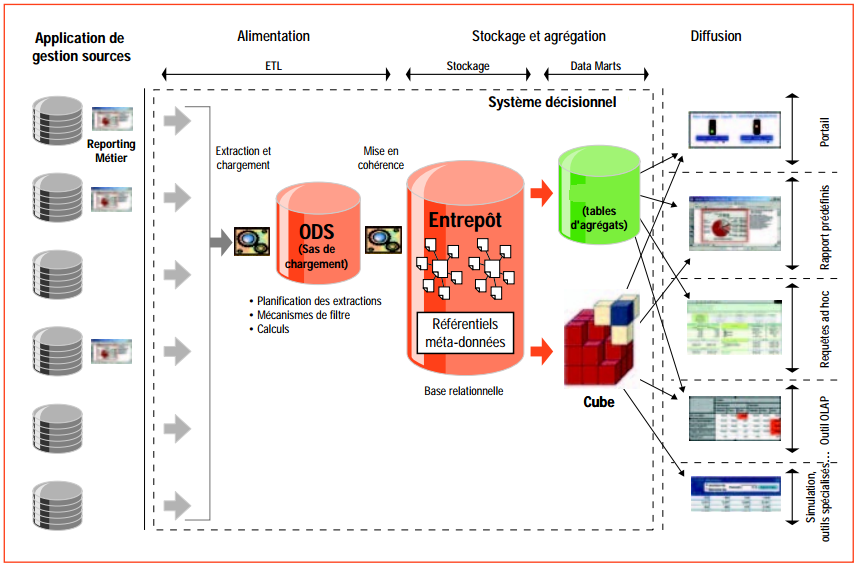 Application de
gestion sources
Alimentation
Stockage et agrégation
Diffusion
ETL
Stockage
Data Marts
Système décisionnel
Reporting
Métier
Extraction et
chargement
Mise en
cohérence
ODS
(Sas de
chargement)
Entrepôt
(tables
d'agrégats)
• Planification des extractions
• Mécanismes de filtre
• Calculs
Référentiels
méta-données
Base relationnelle
Cube
Portail
Rapport prédéfinis
Requêtes ad hoc
Outil OLAP
Simulation,
outils spécialisés...